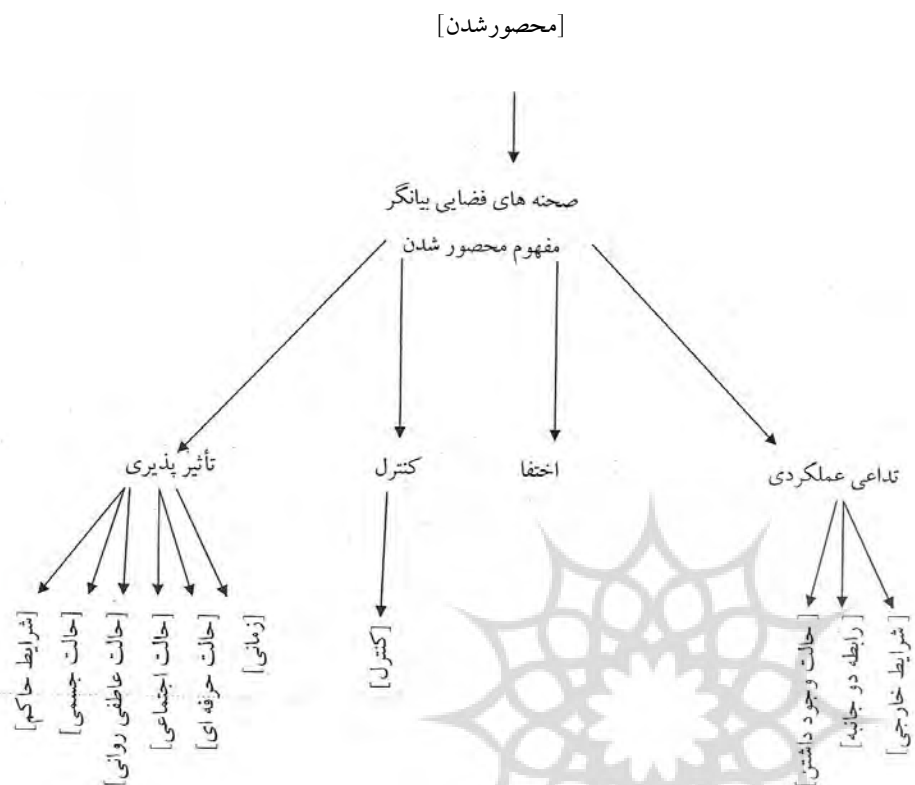 [محصورشدن]
صحنه های فضایی بیانگر
مفهوم محصور شدن
تداعی عملکردی
اختفا
کنترل
تأثیر پذیری
[شرایط خارجی]
[رابطه دو جانبه]
[حالت وجود داشتن]
[کنترل]
[زمانی]
[حالت حرفه ای]
[حالت اجتماعی]
[حالت عاطفی روانی]
[حالت جسمی]
[شرایط حاکم]